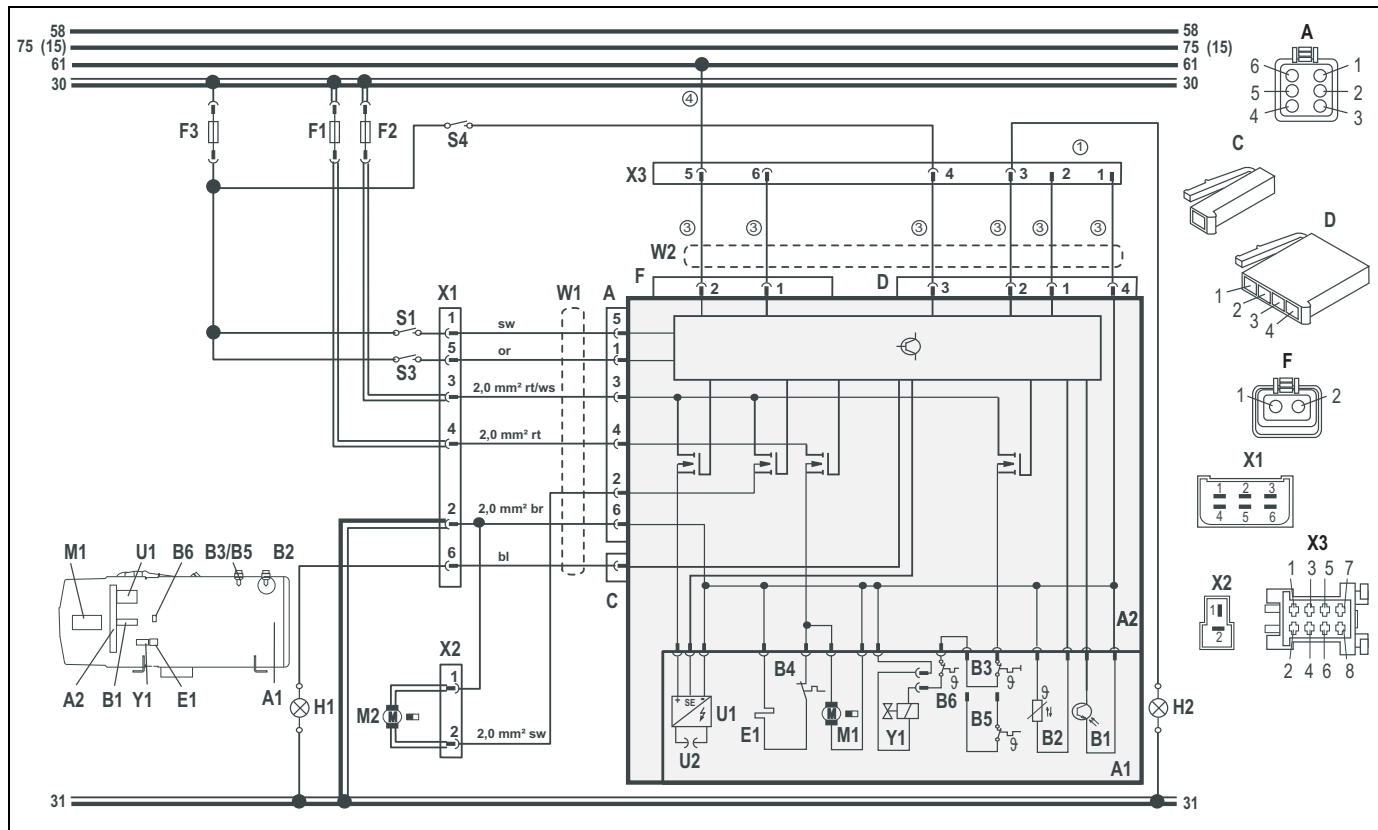 58 58
75 (15) 75 (15)
61 61
30 30
A
6 1
5 2
4 3
F3 F1 F2
S4
④
①
C
X3 5 6 4 3 2 1
③ ③ ③ ③ ③
W2
D
1
2
3
4
F D
2 1 3 2 1 4
X1 W1 A
S1 1 sw 5
5 or 1
S3
3 2,0 mm² rt/ws 3
4 2,0 mm² rt 4
2
2 2,0 mm² br 6
6 bl
C
F
1 2
X1
1 2 3
4 5 6
X3
1 3 5 7
2 4 6 8
X2
1
2
M1 U1 B6 B3/B5 B2
A2 B1 Y1 E1 A1
H1
X2
1
M2 M
2 2,0 mm² sw
A2
+ SE -
U1
U2
E1
B4
M
M1
Y1
B6
ϑ
B3
ϑ
B5
ϑ
ϑ
B2
B1
A1
H2
31 31